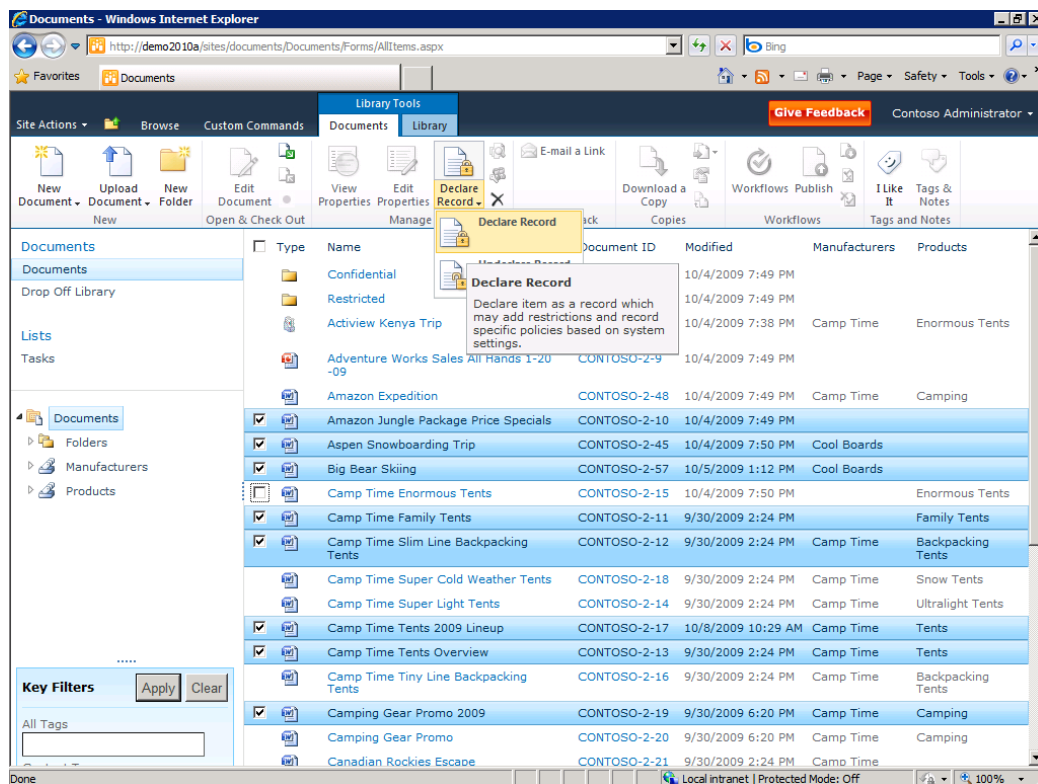 Documents - Windows Internet Explorer
http://demo2010a/sites/documents/Documents/Forms/AllItems.aspx
Bing
Favorites
Documents
Page
Safety
Tools
Library Tools
Site Actions
Browse
Custom Commands
Documents
Library
Give Feedback
Contoso Administrator
New Document
Upload Document
New Folder
New
Edit Document
Open & Check Out
View Properties
Edit Properties
Declare Record
Manage
E-mail a Link
Download a Copy
Copies
Workflows
Publish
Workflows
I Like It
Tags & Notes
Tags and Notes
Declare Record
Declare Record
Declare item as a record which
may add restrictions and record
specific policies based on system
settings.
Documents
Documents
Drop Off Library
Lists
Tasks
Documents
Folders
Manufacturers
Products
Key Filters
Apply
Clear
All Tags
Type Name Document ID Modified Manufacturers Products
Confidential 10/4/2009 7:49 PM
Restricted 10/4/2009 7:49 PM
Actiview Kenya Trip 10/4/2009 7:38 PM Camp Time Enormous Tents
Adventure Works Sales All Hands 1-20 CONTOSO-2-9 10/4/2009 7:49 PM
-09
Amazon Expedition CONTOSO-2-48 10/4/2009 7:49 PM Camp Time Camping
Amazon Jungle Package Price Specials CONTOSO-2-10 10/4/2009 7:49 PM
Aspen Snowboarding Trip CONTOSO-2-45 10/4/2009 7:50 PM Cool Boards
Big Bear Skiing CONTOSO-2-57 10/5/2009 1:12 PM Cool Boards
Camp Time Enormous Tents CONTOSO-2-15 10/4/2009 7:50 PM Enormous Tents
Camp Time Family Tents CONTOSO-2-11 9/30/2009 2:24 PM Family Tents
Camp Time Slim Line Backpacking CONTOSO-2-12 9/30/2009 2:24 PM Camp Time Backpacking
Tents Tents
Camp Time Super Cold Weather Tents CONTOSO-2-18 9/30/2009 2:24 PM Camp Time Snow Tents
Camp Time Super Light Tents CONTOSO-2-14 9/30/2009 2:24 PM Camp Time Ultralight Tents
Camp Time Tents 2009 Lineup CONTOSO-2-17 10/8/2009 10:29 AM Camp Time Tents
Camp Time Tents Overview CONTOSO-2-13 9/30/2009 2:24 PM Camp Time Tents
Camp Time Tiny Line Backpacking CONTOSO-2-16 9/30/2009 2:24 PM Camp Time Backpacking
Tents Tents
Camping Gear Promo 2009 CONTOSO-2-19 9/30/2009 6:20 PM Camp Time Camping
Camping Gear Promo CONTOSO-2-20 9/30/2009 6:20 PM Camp Time Camping
Canadian Rockies Escape CONTOSO-2-21 9/30/2009 2:24 PM Camp Time
Done
Local intranet | Protected Mode: Off
100%